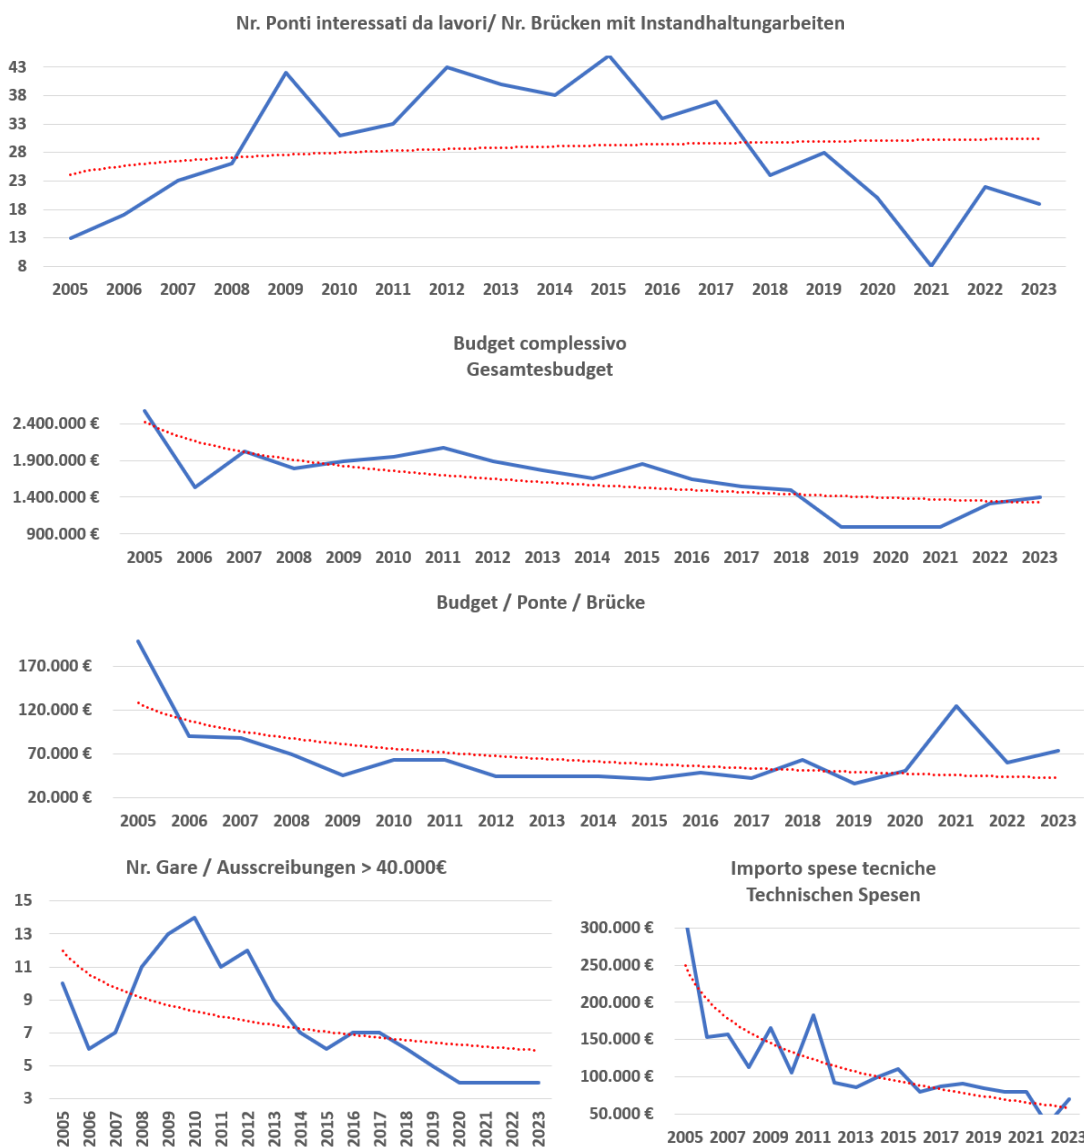 Nr. Ponti interessati da lavori/ Nr. Brücken mit Instandhaltungarbeiten
43
38
33
28
23
18
13
8
2005 2006 2007 2008 2009 2010 2011 2012 2013 2014 2015 2016 2017 2018 2019 2020 2021 2022 2023
Budget complessivo
Gesamtesbudget
2.400.000 €
1.900.000 €
1.400.000 €
900.000 €
2005 2006 2007 2008 2009 2010 2011 2012 2013 2014 2015 2016 2017 2018 2019 2020 2021 2022 2023
Budget / Ponte / Brücke
170.000 €
120.000 €
70.000 €
20.000 €
2005 2006 2007 2008 2009 2010 2011 2012 2013 2014 2015 2016 2017 2018 2019 2020 2021 2022 2023
Nr. Gare / Ausscreibungen > 40.000€
15
13
11
9
7
5
3
2005 2006 2007 2008 2009 2010 2011 2012 2013 2014 2015 2016 2017 2018 2019 2020 2021 2022 2023
Importo spese tecniche
Technischen Spesen
300.000 €
250.000 €
200.000 €
150.000 €
100.000 €
50.000 €
2005 2007 2009 2011 2013 2015 2017 2019 2021 2023